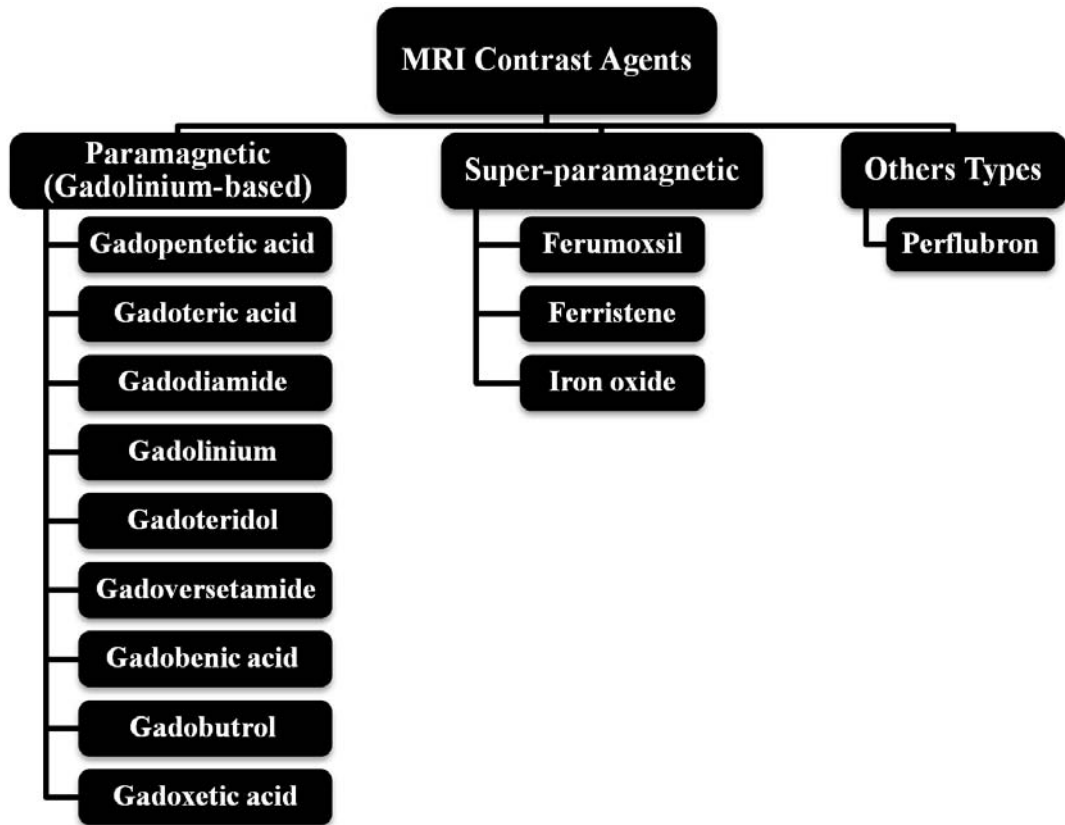 MRI Contrast Agents
Paramagnetic
(Gadolinium-based)
Gadopentetic acid
Gadoteric acid
Gadodiamide
Gadolinium
Gadoteridol
Gadoversetamide
Gadobenic acid
Gadobutrol
Gadoxetic acid
Super-paramagnetic
Ferumoxsil
Ferristene
Iron oxide
Others Types
Perflubron